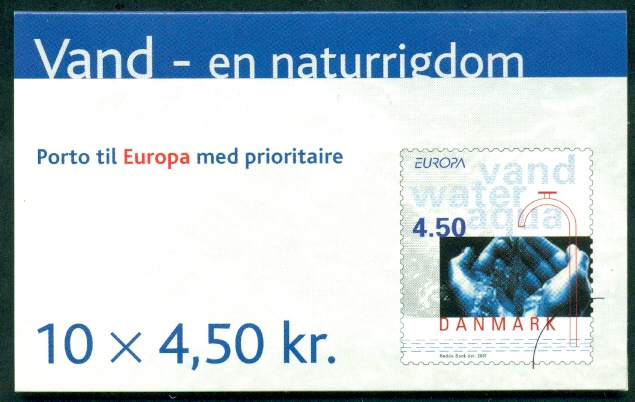 Vand - en naturrigdom
Porto til Europa med prioritaire
EUROPA
vand
water
aqua
4.50
DANMARK
10 × 4,50 kr.